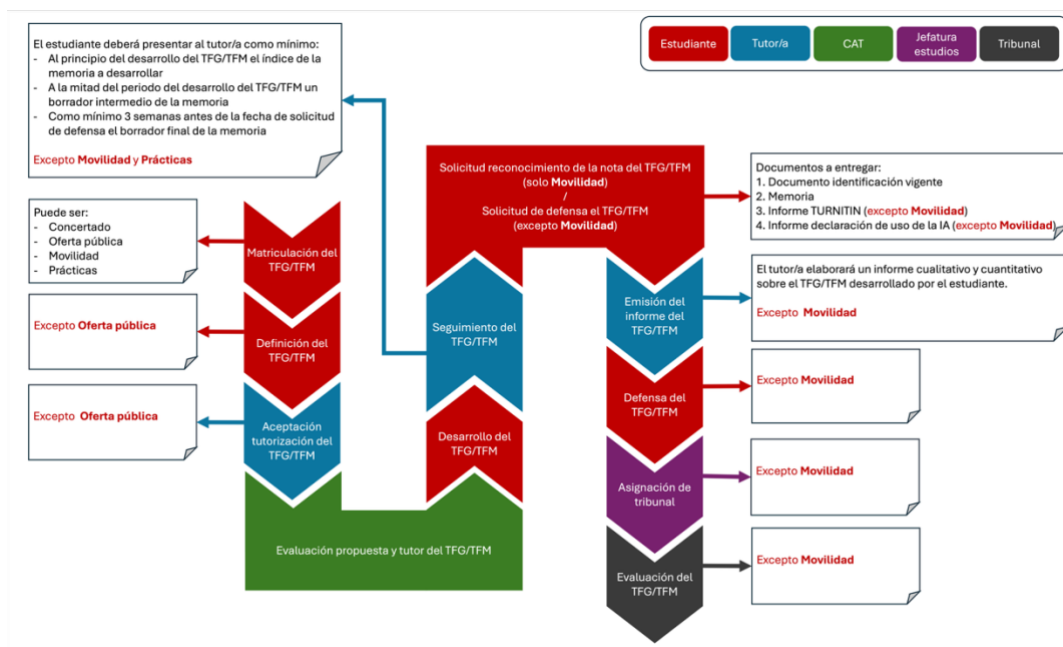 El estudiante deberá presentar al tutor/a como mínimo:
- Al principio del desarrollo del TFG/TFM el índice de la
memoria a desarrollar
- A la mitad del periodo del desarrollo del TFG/TFM un
borrador intermedio de la memoria
- Como mínimo 3 semanas antes de la fecha de solicitud
de defensa el borrador final de la memoria
Excepto Movilidad y Prácticas
Estudiante
Tutor/a
CAT
Jefatura
estudios
Tribunal
Puede ser:
- Concertado
- Oferta pública
- Movilidad
- Prácticas
Excepto Oferta pública
Excepto Oferta pública
Matriculación del
TFG/TFM
Definición del
TFG/TFM
Aceptación
tutorización del
TFG/TFM
Evaluación propuesta y tutor del TFG/TFM
Desarrollo del
TFG/TFM
Seguimiento del
TFG/TFM
Solicitud reconocimiento de la nota del TFG/TFM
(solo Movilidad)
/
Solicitud de defensa el TFG/TFM
(excepto Movilidad)
Emisión del
informe del
TFG/TFM
Defensa del
TFG/TFM
Asignación de
tribunal
Evaluación del
TFG/TFM
Documentos a entregar:
1. Documento identificación vigente
2. Memoria
3. Informe TURNITIN (excepto Movilidad)
4. Informe declaración de uso de la IA (excepto Movilidad)
El tutor/a elaborará un informe cualitativo y cuantitativo
sobre el TFG/TFM desarrollado por el estudiante.
Excepto Movilidad
Excepto Movilidad
Excepto Movilidad
Excepto Movilidad